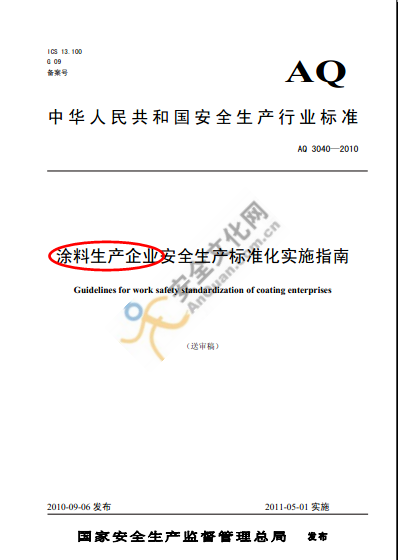 ICS 13.100
G 09
备案号
AQ
中华人民共和国安全生产行业标准
AQ 3040—2010
涂料生产企业安全生产标准化实施指南
Guidelines for work safety standardization of coating enterprises
安全文化网
AnQuan.com.cn
（送审稿）
2010-09-06 发布
2011-05-01 实施
国家安全生产监督管理总局 发布